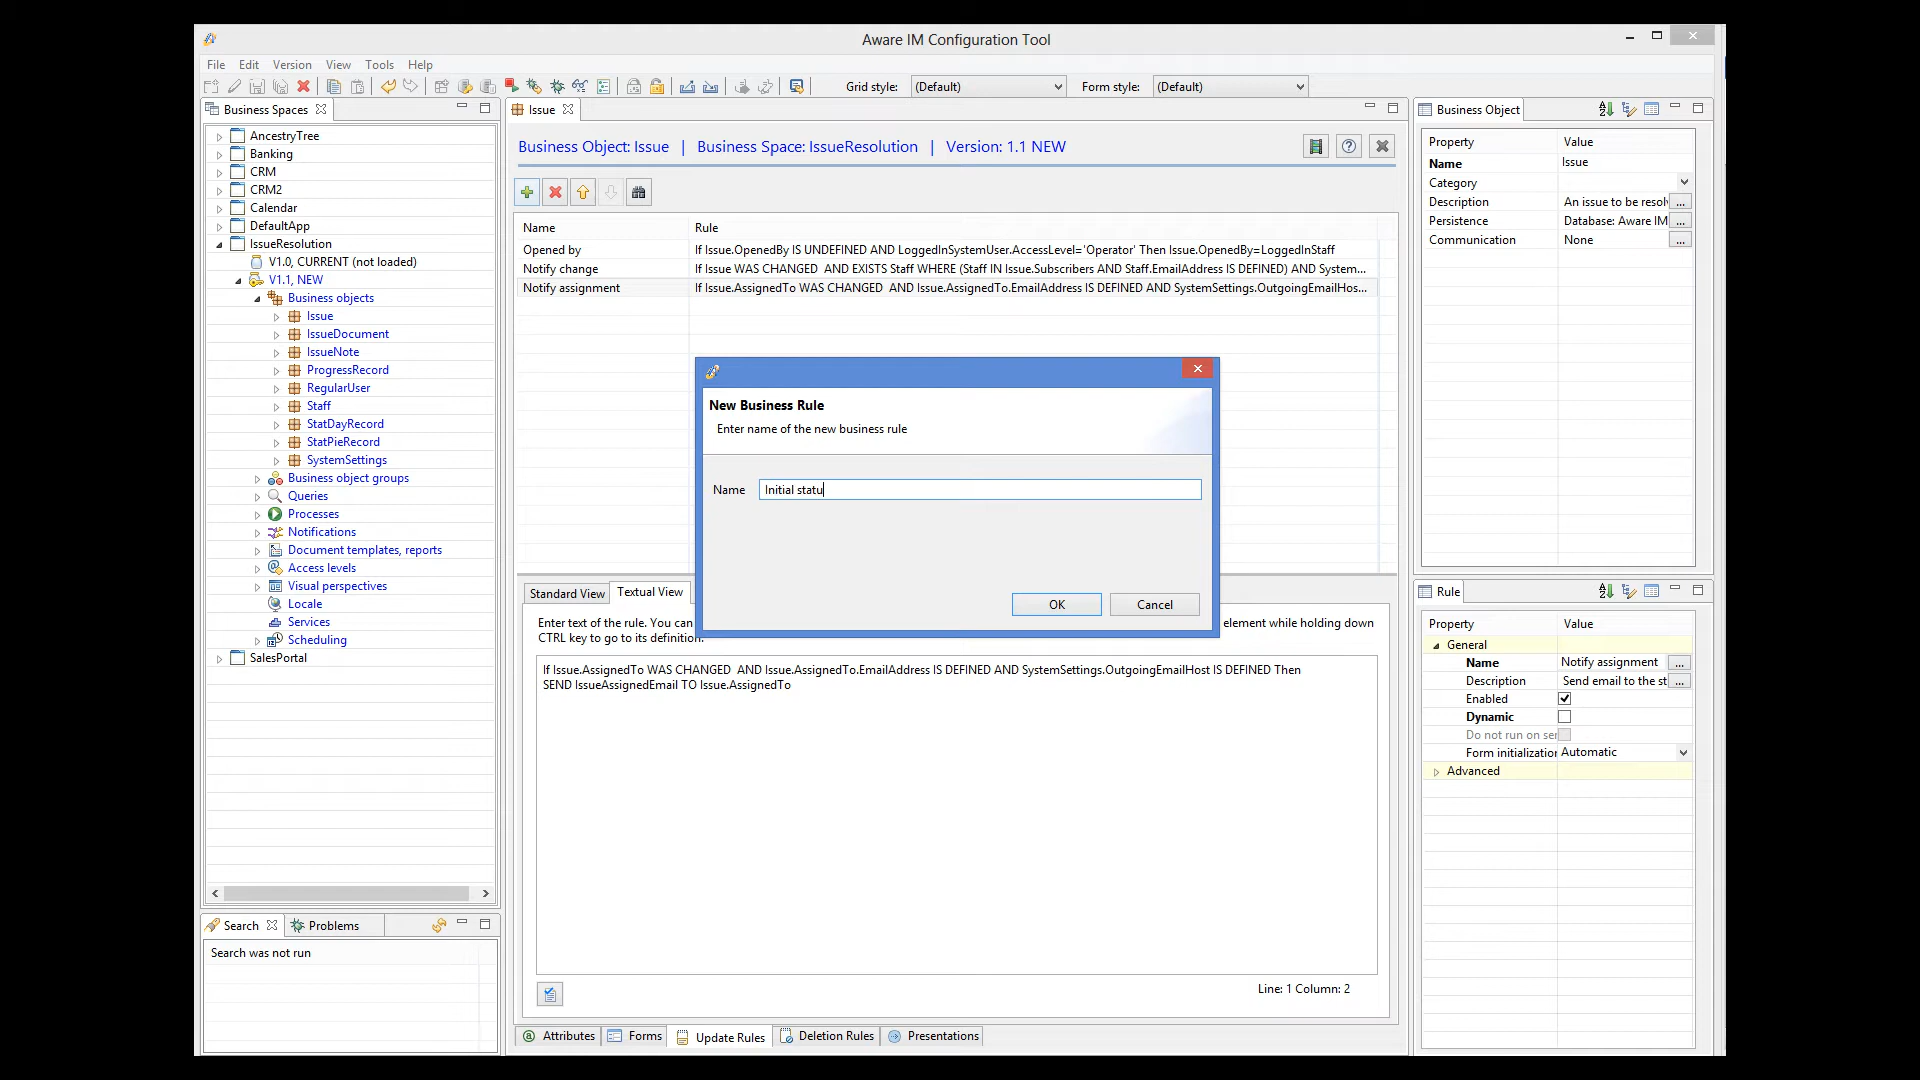 Aware IM Configuration Tool
File Edit Version View Tools Help
Grid style: (Default) Form style: (Default)
Business Spaces
AncestryTree
Banking
CRM
CRM2
Calendar
DefaultApp
IssueResolution
V1.0, CURRENT (not loaded)
V1.1, NEW
Business objects
Issue
IssueDocument
IssueNote
ProgressRecord
RegularUser
Staff
StatDayRecord
StatPieRecord
SystemSettings
Business object groups
Queries
Processes
Notifications
Document templates, reports
Access levels
Visual perspectives
Locale
Services
Scheduling
SalesPortal
Search Problems
Search was not run
Issue
Business Object: Issue | Business Space: IssueResolution | Version: 1.1 NEW
Name Rule
Opened by If Issue.OpenedBy IS UNDEFINED AND LoggedInSystemUser.AccessLevel='Operator' Then Issue.OpenedBy=LoggedInStaff
Notify change If Issue WAS CHANGED AND EXISTS Staff WHERE (Staff IN Issue.Subscribers AND Staff.EmailAddress IS DEFINED) AND System...
Notify assignment If Issue.AssignedTo WAS CHANGED AND Issue.AssignedTo.EmailAddress IS DEFINED AND SystemSettings.OutgoingEmailHos...
New Business Rule
Enter name of the new business rule
Name Initial statu
OK Cancel
Standard View Textual View
Enter text of the rule. You can element while holding down
CTRL key to go to its definition.
If Issue.AssignedTo WAS CHANGED AND Issue.AssignedTo.EmailAddress IS DEFINED AND SystemSettings.OutgoingEmailHost IS DEFINED Then
SEND IssueAssignedEmail TO Issue.AssignedTo
Line: 1 Column: 2
Attributes Forms Update Rules Deletion Rules Presentations
Business Object
Property Value
Name Issue
Category
Description An issue to be resol ...
Persistence Database: Aware IM ...
Communication None ...
Rule
Property Value
General
Name Notify assignment ...
Description Send email to the st ...
Enabled
Dynamic
Do not run on ser
Form initialization Automatic
Advanced